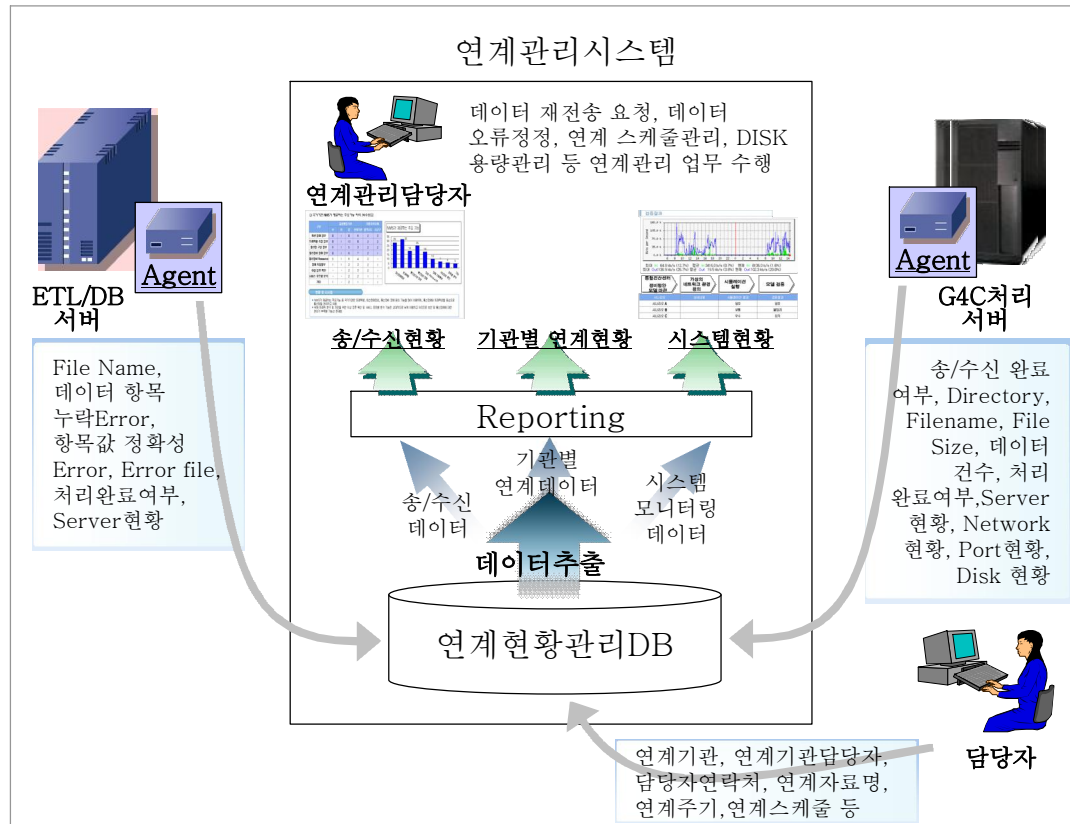 연계관리시스템
데이터 재전송 요청, 데이터
오류정정, 연계 스케줄관리, DISK
용량관리 등 연계관리 업무 수행
연계관리담당자
Agent
ETL/DB
서버
Agent
G4C처리
서버
송/수신현황
기관별 연계현황
시스템현황
File Name,
데이터 항목
누락Error,
항목값 정확성
Error, Error file,
처리완료여부,
Server현황
송/수신 완료
여부, Directory,
Filename, File
Size, 데이터
건수, 처리
완료여부,Server
현황, Network
현황, Port현황,
Disk 현황
Reporting
송/수신
데이터
기관별
연계데이터
시스템
모니터링
데이터
데이터추출
연계현황관리DB
담당자
연계기관, 연계기관담당자,
담당자연락처, 연계자료명,
연계주기,연계스케줄 등